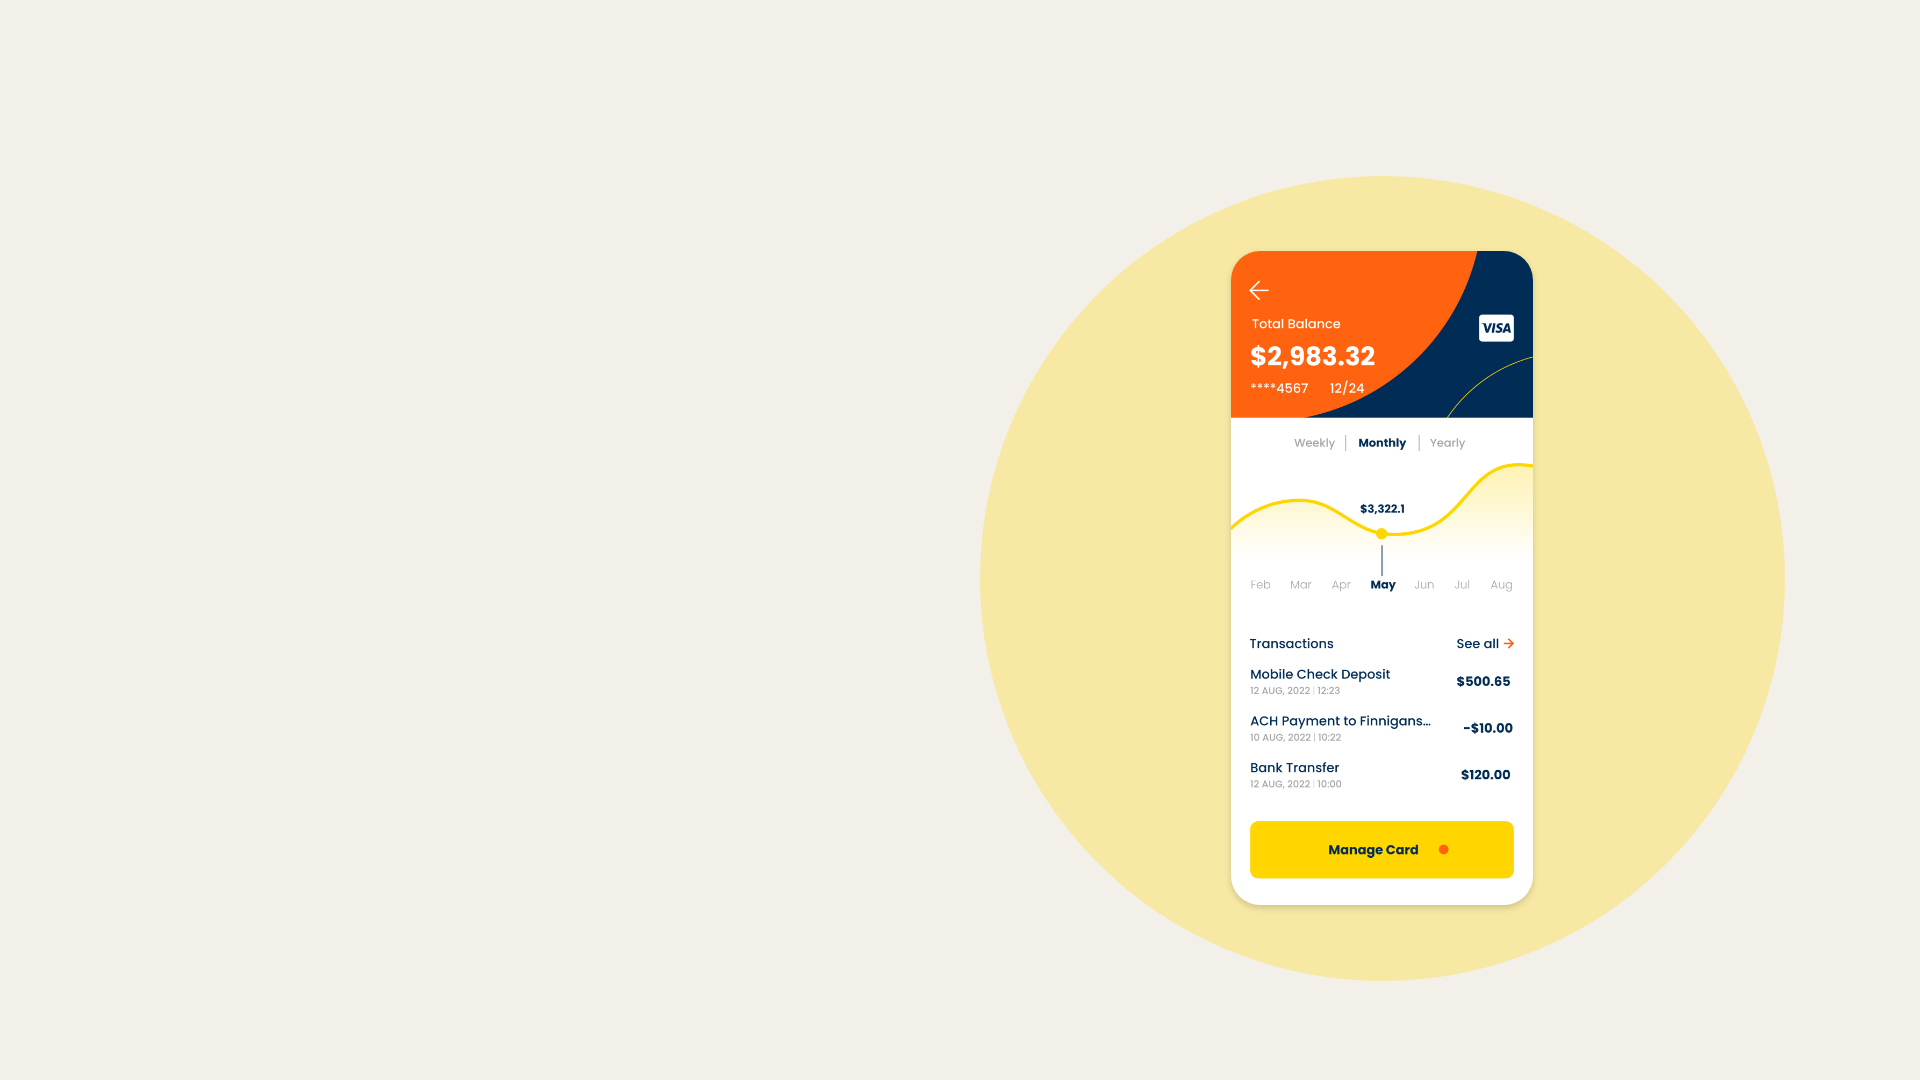 Total Balance
VISA
$2,983.32
****4567 12/24
Weekly Monthly Yearly
$3,322.1
Feb Mar Apr May Jun Jul Aug
Transactions See all
Mobile Check Deposit
12 AUG, 2022 | 12:23
$500.65
ACH Payment to Finnigans...
10 AUG, 2022 | 10:22
-$10.00
Bank Transfer
12 AUG, 2022 | 10:00
$120.00
Manage Card